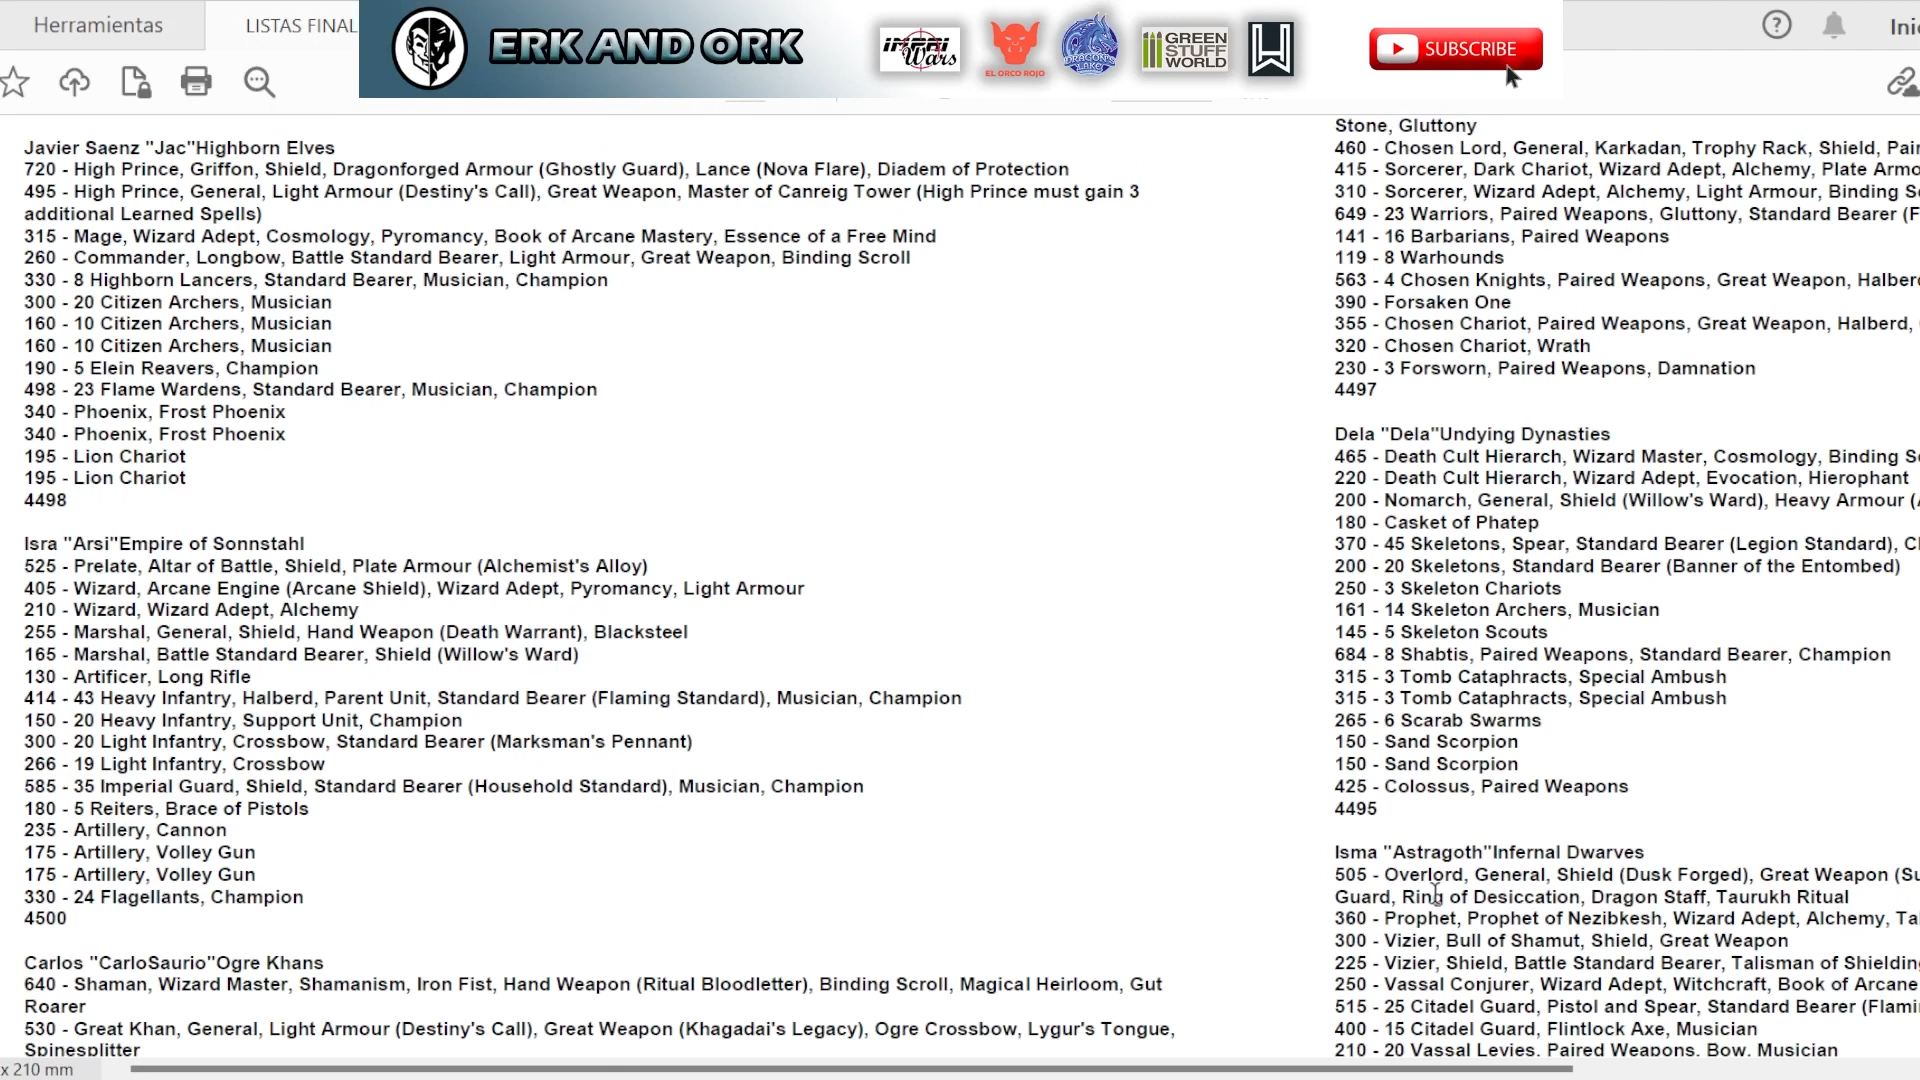 Herramientas
LISTAS FINAL
ERK AND ORK
IMPRI Wars
EL ORCO ROJO
DRAGON'S LAKE
GREEN STUFF WORLD
SUBSCRIBE
Inic
Javier Saenz "Jac"Highborn Elves
720 - High Prince, Griffon, Shield, Dragonforged Armour (Ghostly Guard), Lance (Nova Flare), Diadem of Protection
495 - High Prince, General, Light Armour (Destiny's Call), Great Weapon, Master of Canreig Tower (High Prince must gain 3
additional Learned Spells)
315 - Mage, Wizard Adept, Cosmology, Pyromancy, Book of Arcane Mastery, Essence of a Free Mind
260 - Commander, Longbow, Battle Standard Bearer, Light Armour, Great Weapon, Binding Scroll
330 - 8 Highborn Lancers, Standard Bearer, Musician, Champion
300 - 20 Citizen Archers, Musician
160 - 10 Citizen Archers, Musician
160 - 10 Citizen Archers, Musician
190 - 5 Elein Reavers, Champion
498 - 23 Flame Wardens, Standard Bearer, Musician, Champion
340 - Phoenix, Frost Phoenix
340 - Phoenix, Frost Phoenix
195 - Lion Chariot
195 - Lion Chariot
4498
Isra "Arsi"Empire of Sonnstahl
525 - Prelate, Altar of Battle, Shield, Plate Armour (Alchemist's Alloy)
405 - Wizard, Arcane Engine (Arcane Shield), Wizard Adept, Pyromancy, Light Armour
210 - Wizard, Wizard Adept, Alchemy
255 - Marshal, General, Shield, Hand Weapon (Death Warrant), Blacksteel
165 - Marshal, Battle Standard Bearer, Shield (Willow's Ward)
130 - Artificer, Long Rifle
414 - 43 Heavy Infantry, Halberd, Parent Unit, Standard Bearer (Flaming Standard), Musician, Champion
150 - 20 Heavy Infantry, Support Unit, Champion
300 - 20 Light Infantry, Crossbow, Standard Bearer (Marksman's Pennant)
266 - 19 Light Infantry, Crossbow
585 - 35 Imperial Guard, Shield, Standard Bearer (Household Standard), Musician, Champion
180 - 5 Reiters, Brace of Pistols
235 - Artillery, Cannon
175 - Artillery, Volley Gun
175 - Artillery, Volley Gun
330 - 24 Flagellants, Champion
4500
Carlos "CarloSaurio"Ogre Khans
640 - Shaman, Wizard Master, Shamanism, Iron Fist, Hand Weapon (Ritual Bloodletter), Binding Scroll, Magical Heirloom, Gut
Roarer
530 - Great Khan, General, Light Armour (Destiny's Call), Great Weapon (Khagadai's Legacy), Ogre Crossbow, Lygur's Tongue,
Spinesplitter
Stone, Gluttony
460 - Chosen Lord, General, Karkadan, Trophy Rack, Shield, Pair
415 - Sorcerer, Dark Chariot, Wizard Adept, Alchemy, Plate Armo
310 - Sorcerer, Wizard Adept, Alchemy, Light Armour, Binding Sc
649 - 23 Warriors, Paired Weapons, Gluttony, Standard Bearer (F
141 - 16 Barbarians, Paired Weapons
119 - 8 Warhounds
563 - 4 Chosen Knights, Paired Weapons, Great Weapon, Halberd
390 - Forsaken One
355 - Chosen Chariot, Paired Weapons, Great Weapon, Halberd,
320 - Chosen Chariot, Wrath
230 - 3 Forsworn, Paired Weapons, Damnation
4497
Dela "Dela"Undying Dynasties
465 - Death Cult Hierarch, Wizard Master, Cosmology, Binding Sc
220 - Death Cult Hierarch, Wizard Adept, Evocation, Hierophant
200 - Nomarch, General, Shield (Willow's Ward), Heavy Armour (A
180 - Casket of Phatep
370 - 45 Skeletons, Spear, Standard Bearer (Legion Standard), Ch
200 - 20 Skeletons, Standard Bearer (Banner of the Entombed)
250 - 3 Skeleton Chariots
161 - 14 Skeleton Archers, Musician
145 - 5 Skeleton Scouts
684 - 8 Shabtis, Paired Weapons, Standard Bearer, Champion
315 - 3 Tomb Cataphracts, Special Ambush
315 - 3 Tomb Cataphracts, Special Ambush
265 - 6 Scarab Swarms
150 - Sand Scorpion
150 - Sand Scorpion
425 - Colossus, Paired Weapons
4495
Isma "Astragoth"Infernal Dwarves
505 - Overlord, General, Shield (Dusk Forged), Great Weapon (Su
Guard, Ring of Desiccation, Dragon Staff, Taurukh Ritual
360 - Prophet, Prophet of Nezibkesh, Wizard Adept, Alchemy, Tal
300 - Vizier, Bull of Shamut, Shield, Great Weapon
225 - Vizier, Shield, Battle Standard Bearer, Talisman of Shielding
250 - Vassal Conjurer, Wizard Adept, Witchcraft, Book of Arcane
515 - 25 Citadel Guard, Pistol and Spear, Standard Bearer (Flami
400 - 15 Citadel Guard, Flintlock Axe, Musician
210 - 20 Vassal Levies, Paired Weapons, Bow, Musician
x 210 mm